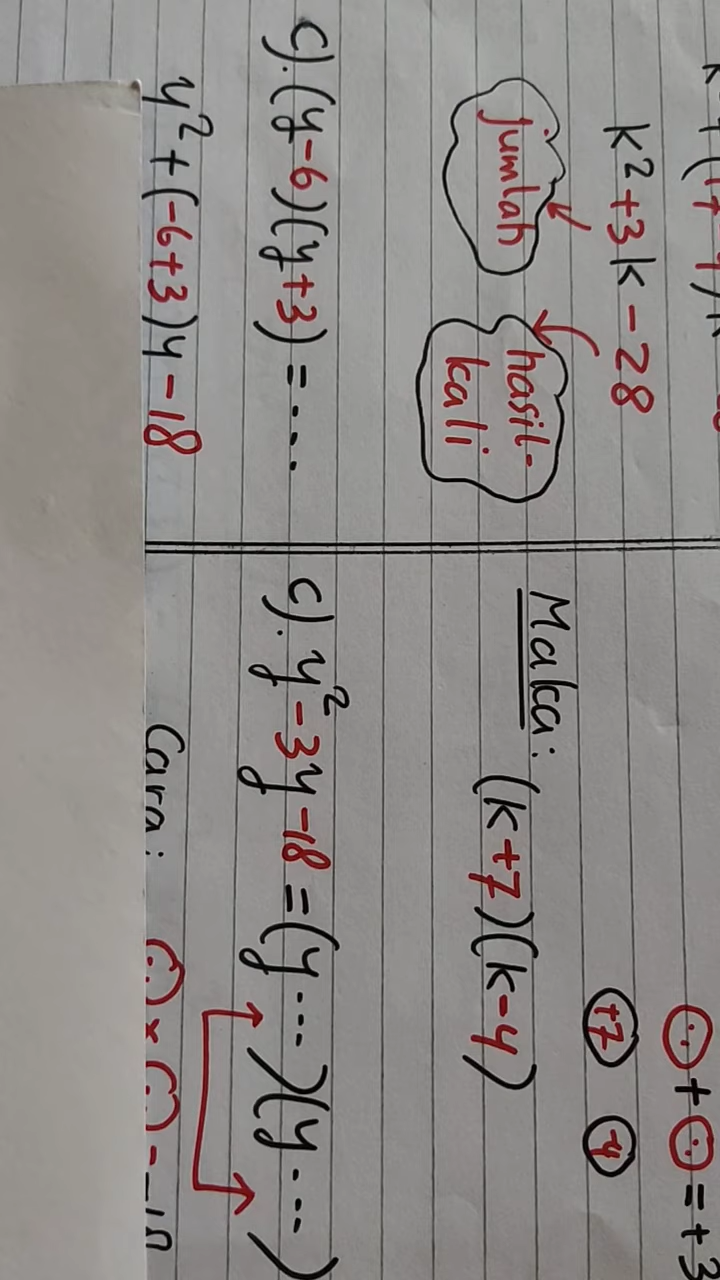 k² + 3k − 28
jumlah
hasil-
kali
c). (y−6)(y+3) = ....
y² + (−6+3)y − 18
(..) + (..) = +3
+7 −4
Maka: (k+7)(k−4)
c). y² − 3y − 18 = (y ... )(y ... )
Cara: (..) × (..) = −18